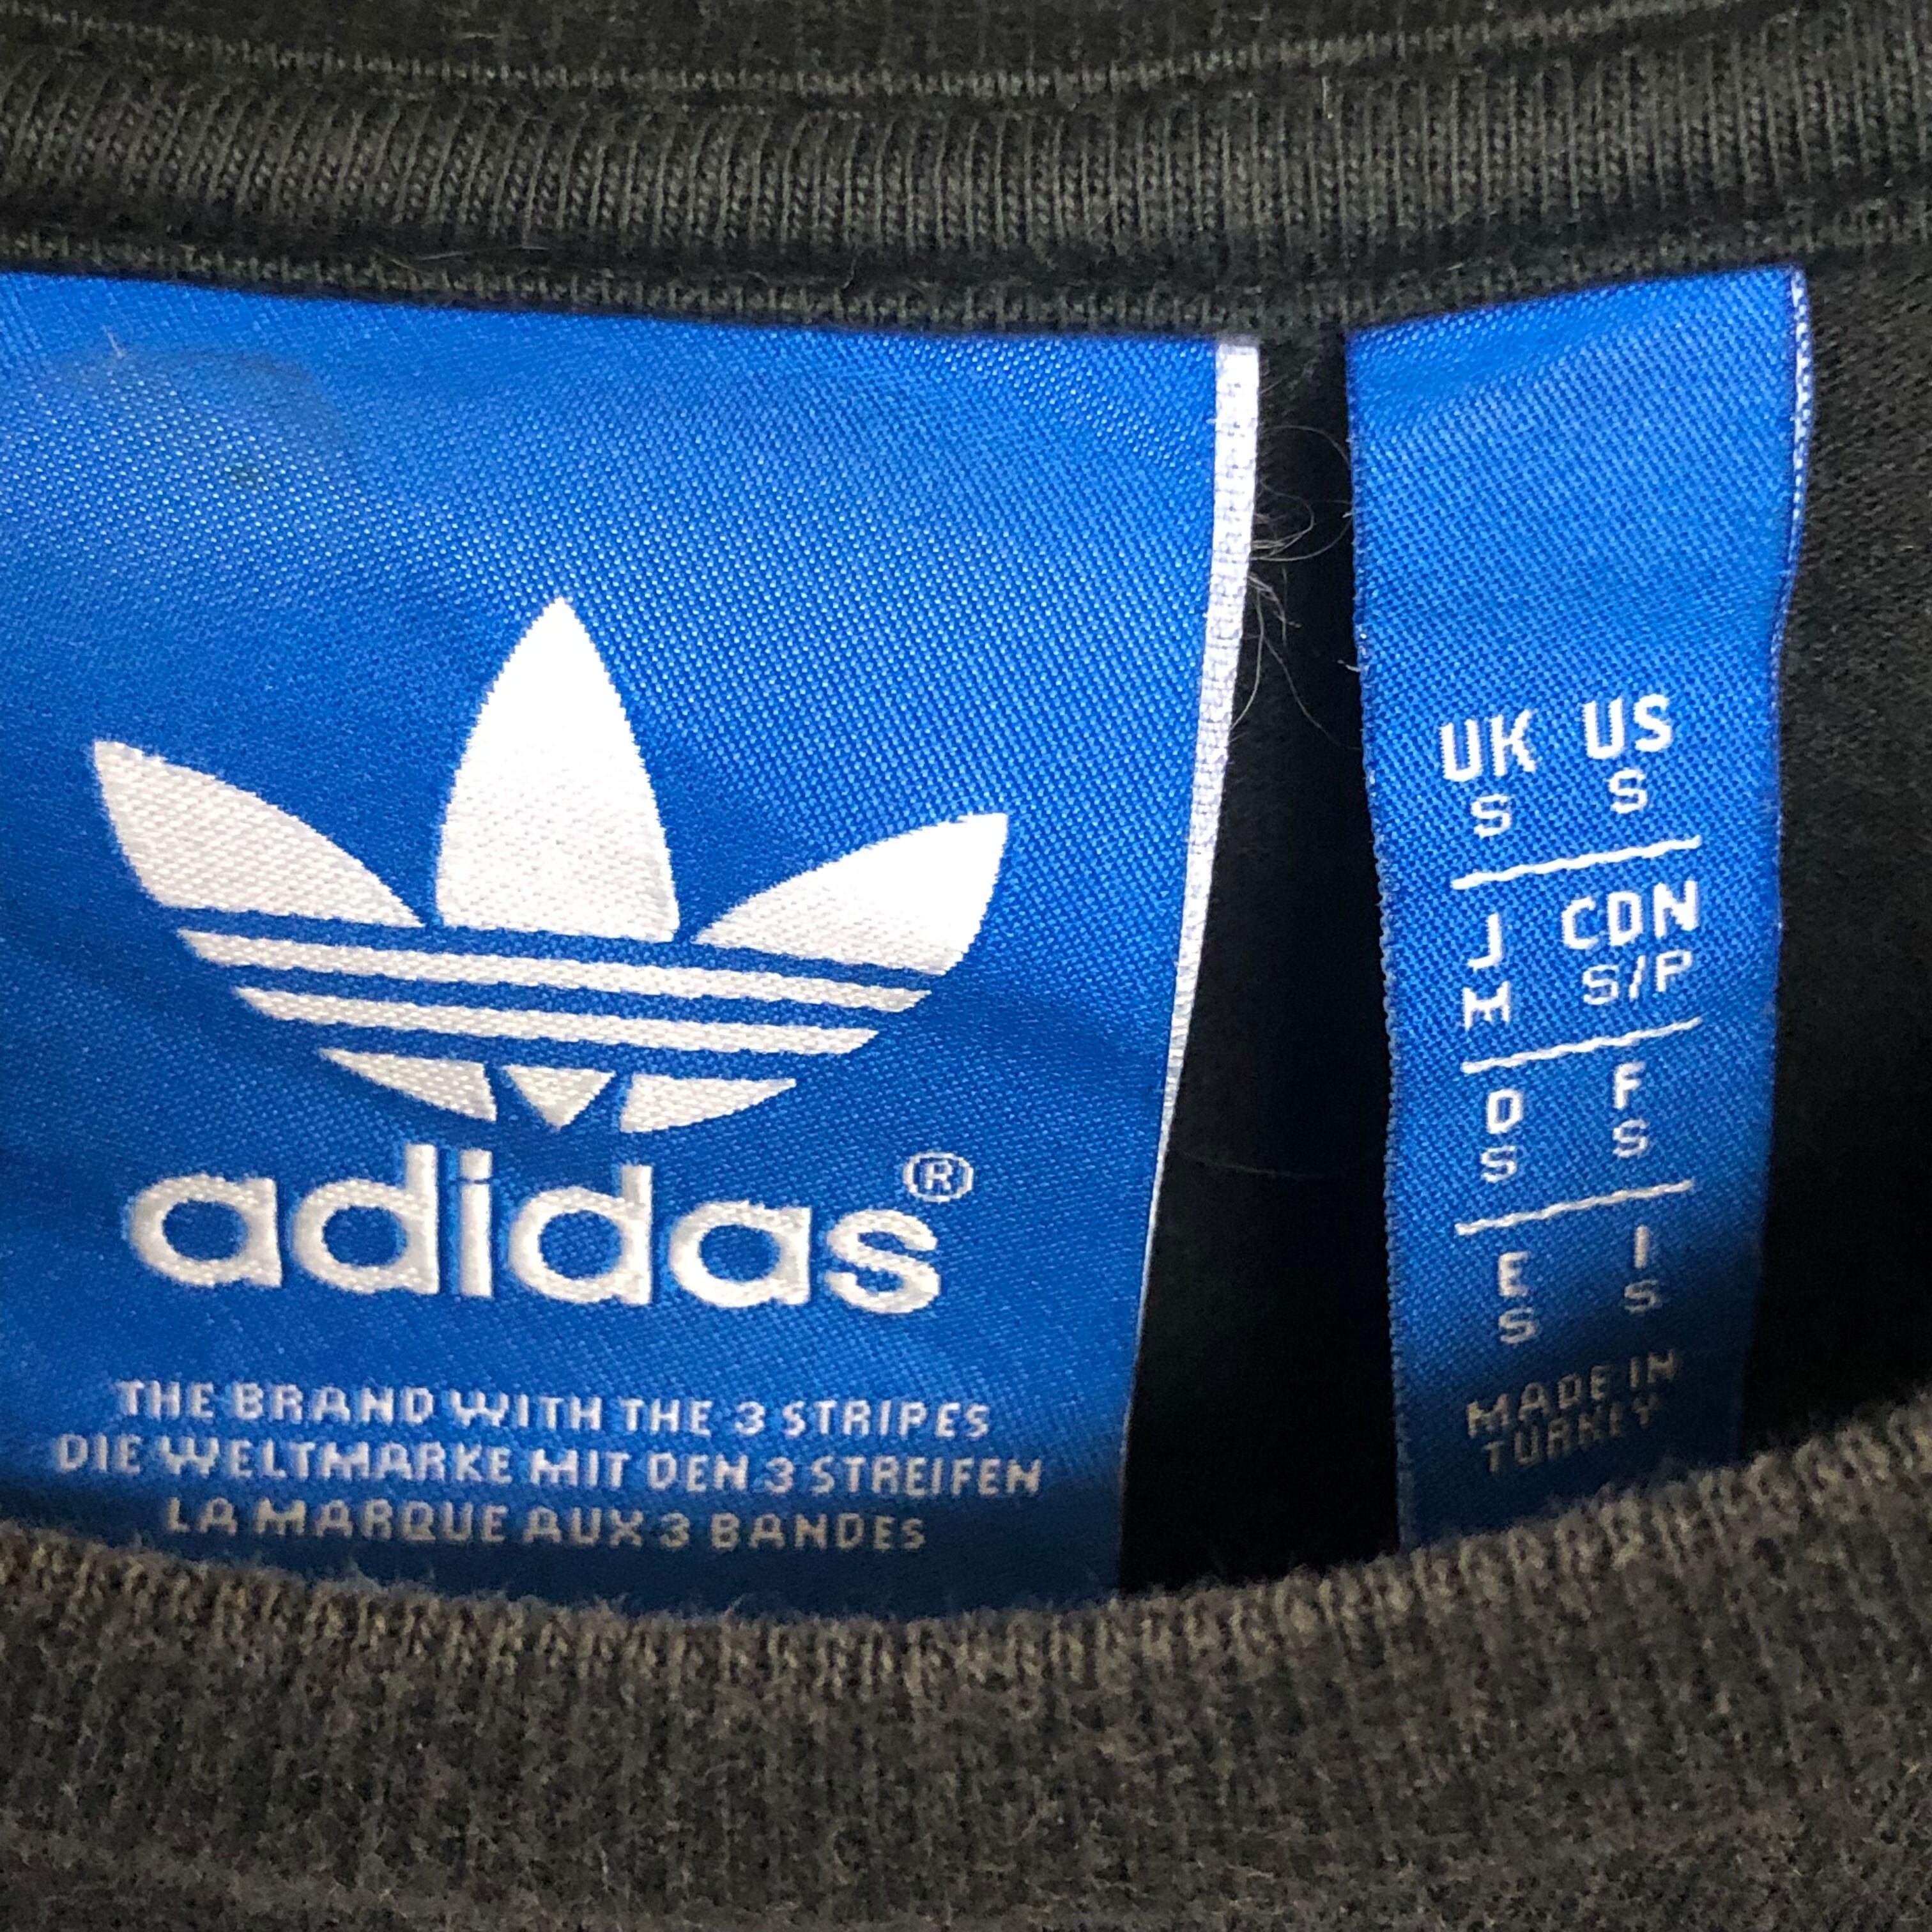 adidas®
THE BRAND WITH THE 3 STRIPES
DIE WELTMARKE MIT DEN 3 STREIFEN
LA MARQUE AUX 3 BANDES
UK US
S S
J CDN
M S/P
D F
S S
E I
S S
MADE IN
TURKEY